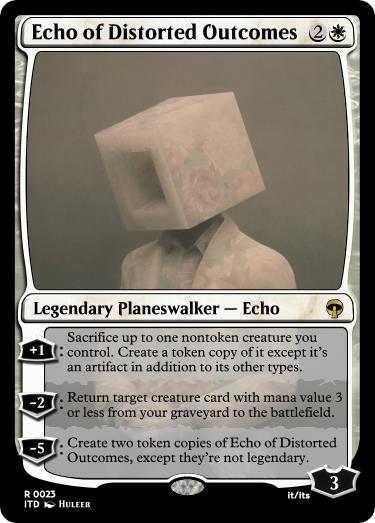 Echo of Distorted Outcomes 2
Legendary Planeswalker — Echo
+1: Sacrifice up to one nontoken creature you
control. Create a token copy of it except it's
an artifact in addition to its other types.
-2: Return target creature card with mana value 3
or less from your graveyard to the battlefield.
-5: Create two token copies of Echo of Distorted
Outcomes, except they're not legendary.
3
R 0023
ITD Huleeb
it/its